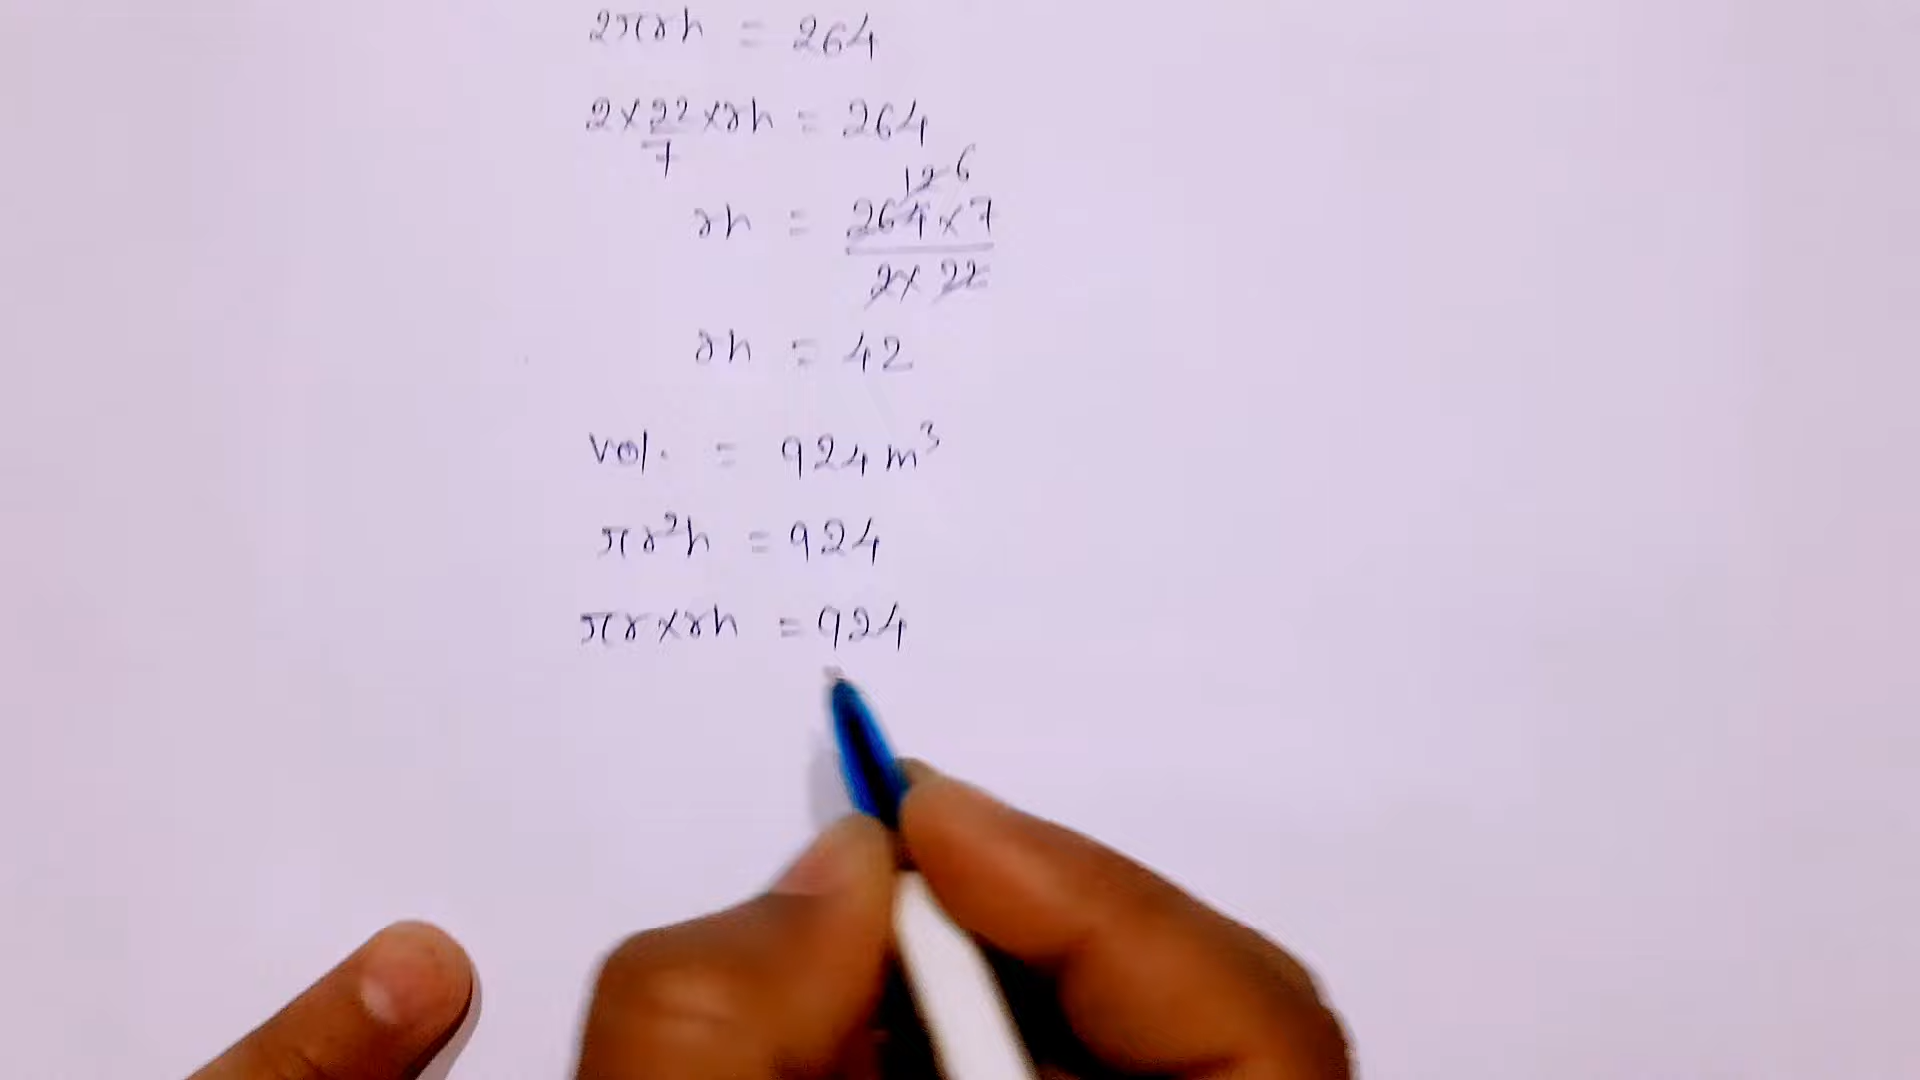 2πrh = 264
2×22/7×rh = 264
12 6
rh = 264×7/2×22
rh = 42
Vol. = 924 m³
πr²h = 924
πr×rh = 924